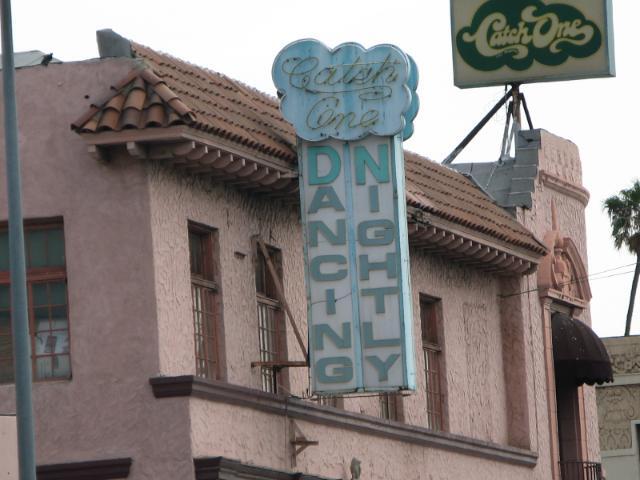 Catch One
Catch
One
DANCING
NIGHTLY